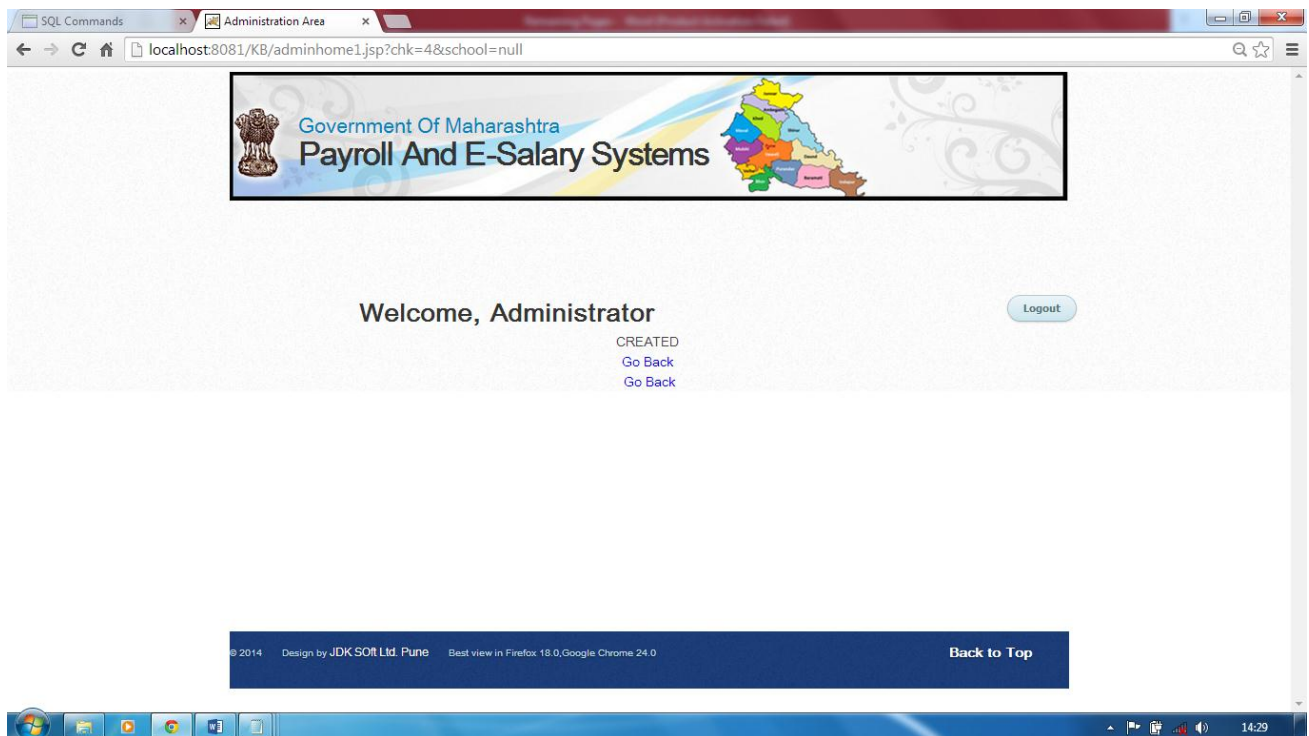 SQL Commands
Administration Area
localhost:8081/KB/adminhome1.jsp?chk=4&school=null
Government Of Maharashtra
Payroll And E-Salary Systems
Welcome, Administrator
Logout
CREATED
Go Back
Go Back
© 2014 Design by JDK SOft Ltd. Pune Best view in Firefox 18.0,Google Chrome 24.0
Back to Top
14:29